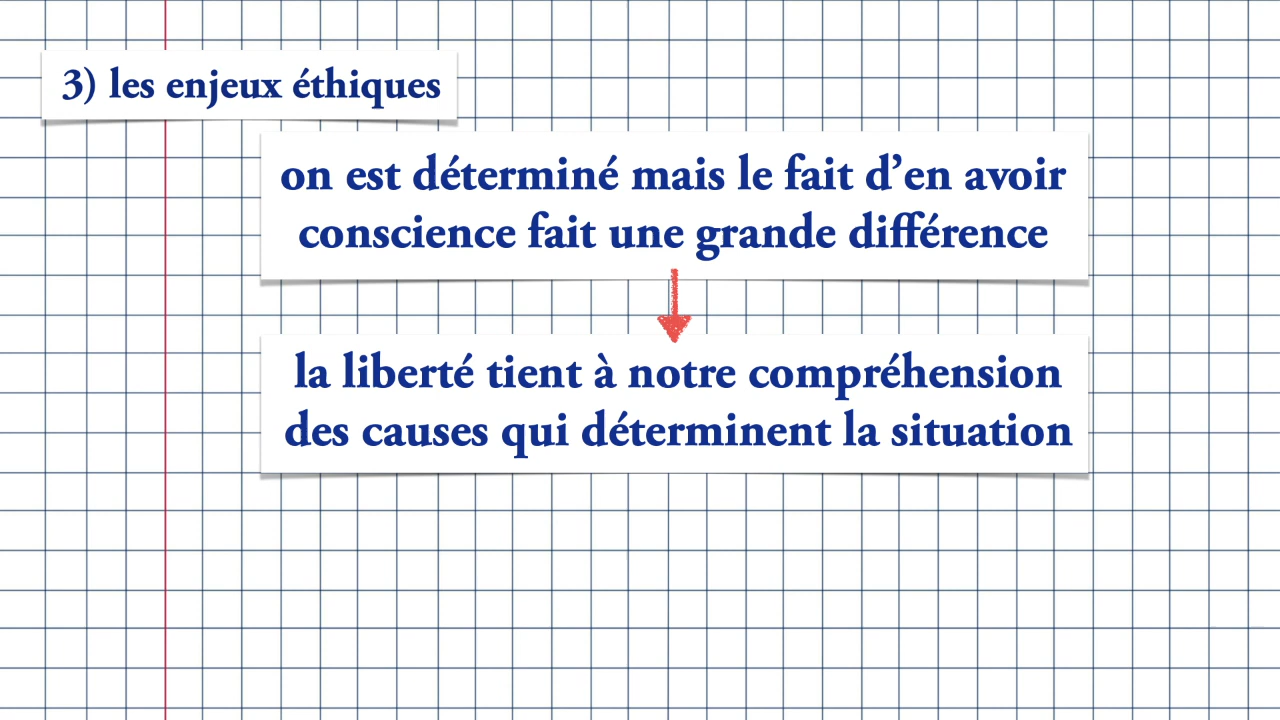 3) les enjeux éthiques
on est déterminé mais le fait d’en avoir
conscience fait une grande différence
la liberté tient à notre compréhension
des causes qui déterminent la situation